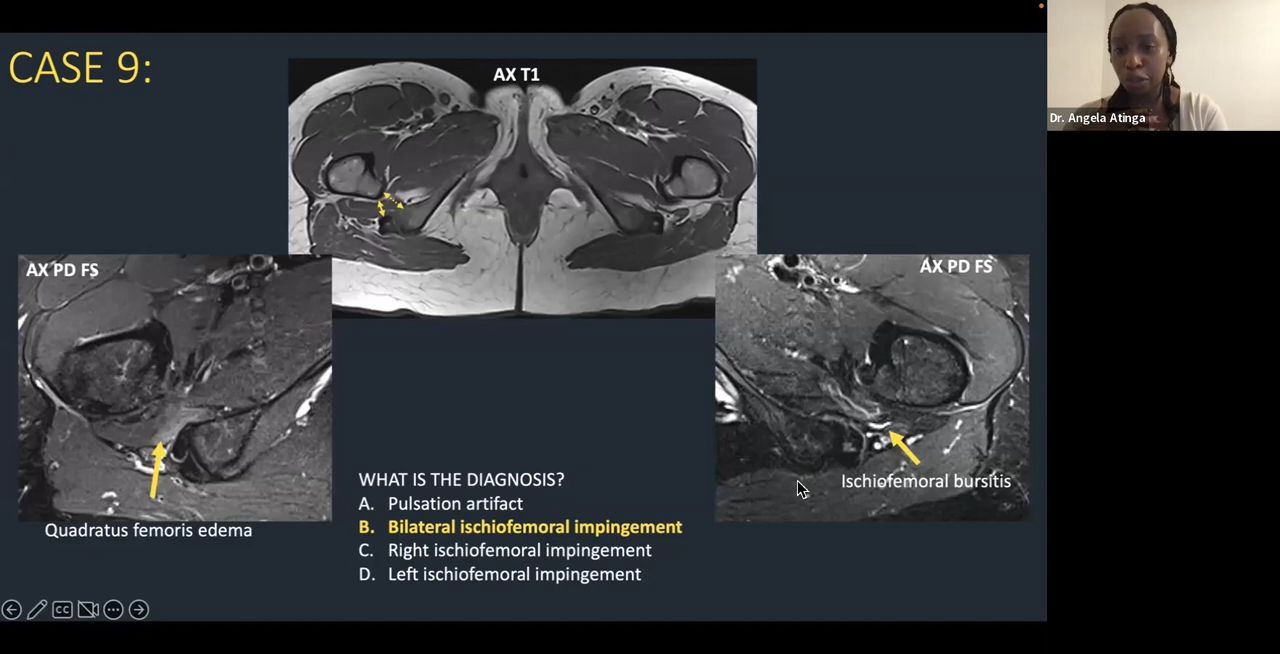 CASE 9:
AX T1
Dr. Angela Atinga
AX PD FS
AX PD FS
Quadratus femoris edema
Ischiofemoral bursitis
WHAT IS THE DIAGNOSIS?
A. Pulsation artifact
B. Bilateral ischiofemoral impingement
C. Right ischiofemoral impingement
D. Left ischiofemoral impingement
CC